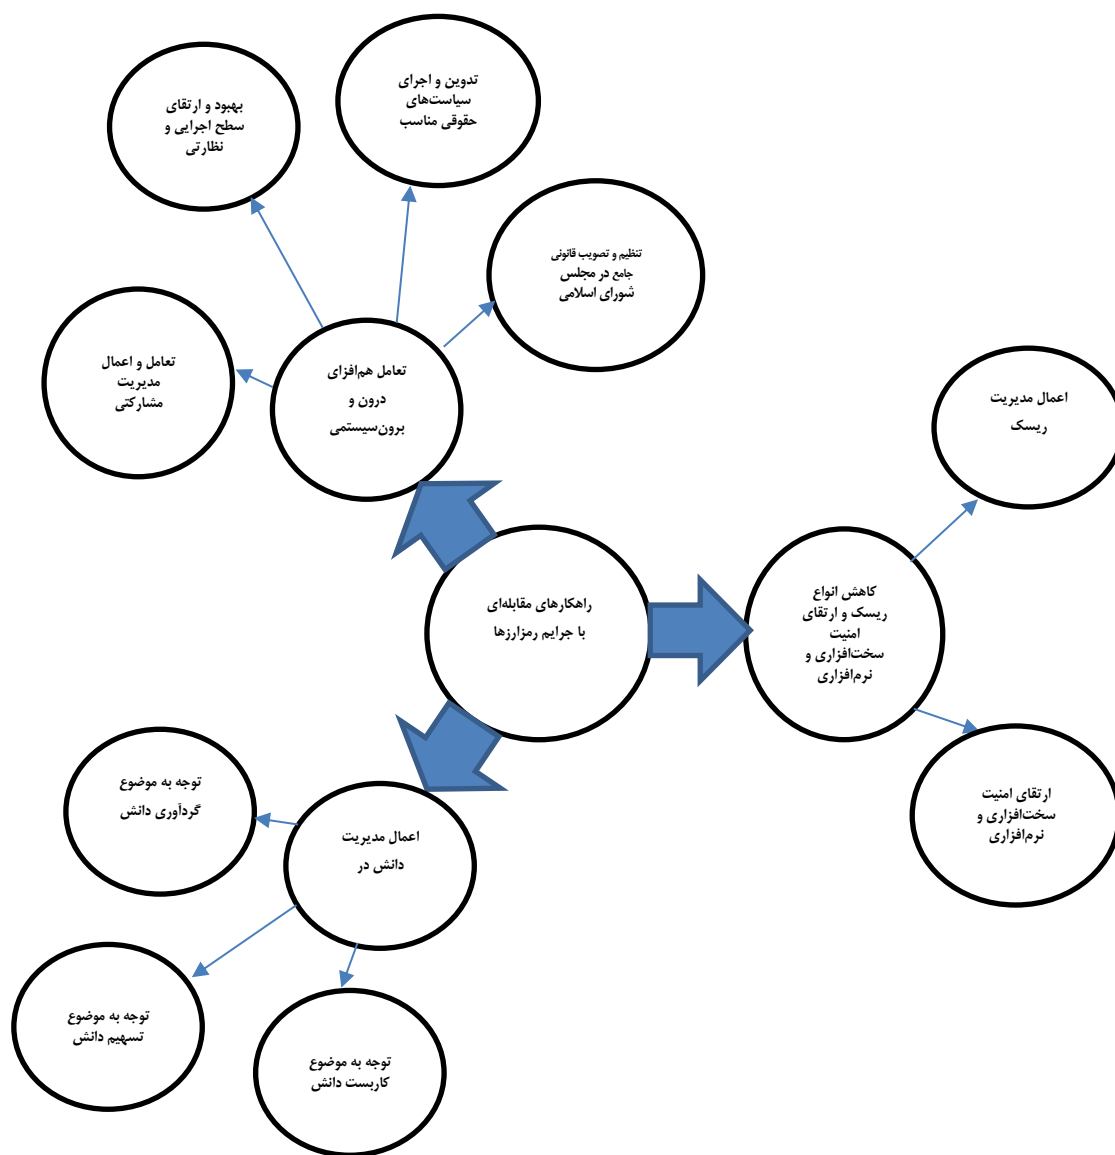 تدوین و اجرای
سیاست‌های
حقوقی مناسب
بهبود و ارتقای
سطح اجرایی و
نظارتی
تنظیم و تصویب قانونی
جامع در مجلس
شورای اسلامی
تعامل و اعمال
مدیریت
مشارکتی
تعامل هم‌افزای
درون و
برون‌سیستمی
اعمال مدیریت
ریسک
راهکارهای مقابله‌ای
با جرایم رمزارزها
کاهش انواع
ریسک و ارتقای
امنیت
سخت‌افزاری و
نرم‌افزاری
ارتقای امنیت
سخت‌افزاری و
نرم‌افزاری
توجه به موضوع
گردآوری دانش
اعمال مدیریت
دانش در
توجه به موضوع
تسهیم دانش
توجه به موضوع
کاربست دانش